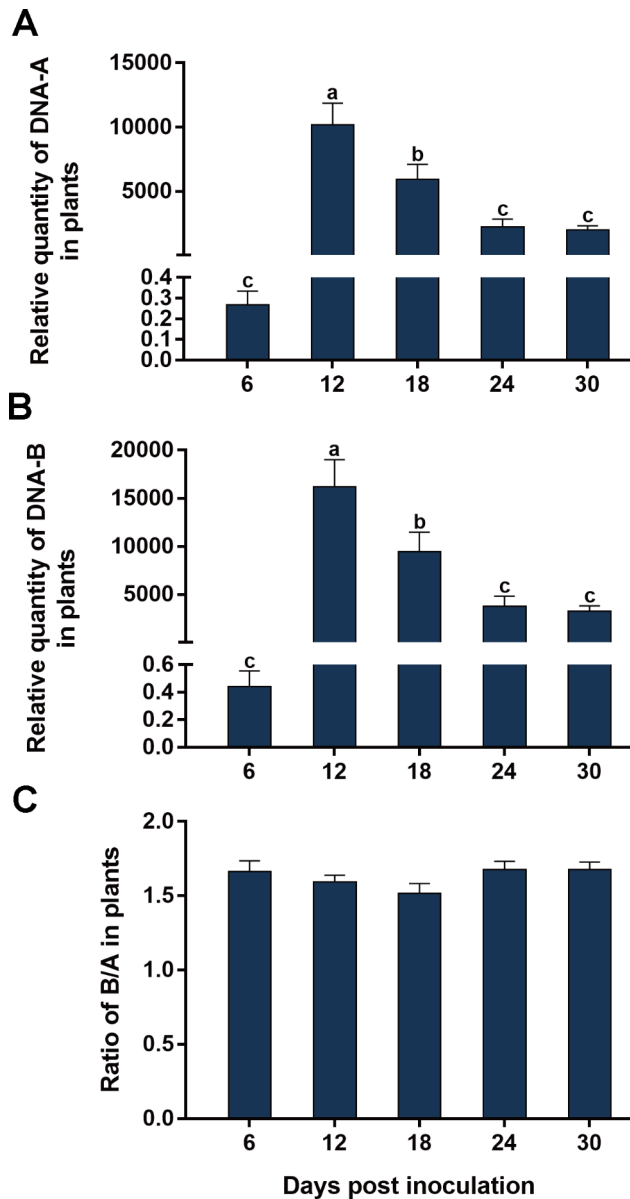 A
Relative quantity of DNA-A
in plants
15000
10000
5000
0.4
0.3
0.2
0.1
0.0
c
a
b
c
c
6 12 18 24 30
B
Relative quantity of DNA-B
in plants
20000
15000
10000
5000
0.6
0.4
0.2
0.0
c
a
b
c
c
6 12 18 24 30
C
Ratio of B/A in plants
2.0
1.5
1.0
0.5
0.0
6 12 18 24 30
Days post inoculation